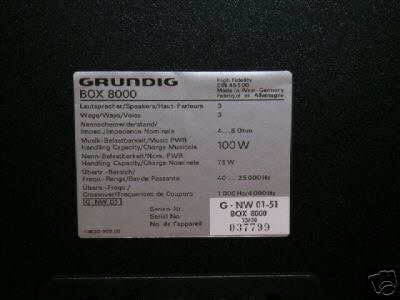 GRUNDIG
BOX 8000
High Fidelity
DIN 45500
Made in West-Germany
Fabriqué en Allemagne
Lautsprecher/Speakers/Haut-Parleurs 3
Wege/Ways/Voies 3
Nennscheinwiderstand/
Imped./Impedance Nominale 4...8 Ohm
Musik-Belastbarkeit/Music PWR
Handling Capacity/Charge Musicale 100 W
Nenn-Belastbarkeit/Nom. PWR
Handling Capacity/Charge Nominale 75 W
Übertr.-Bereich/
Frequ.-Range/Bande Passante 40...25 000 Hz
Übern.-Frequ./
Crossover/Frequences de Coupure 1 000 Hz/4 000 Hz
G-NW 01
Serien-Nr.
Serial No.
No. de l'appareil
G - NW 01-51
BOX 8000
037799
ebY